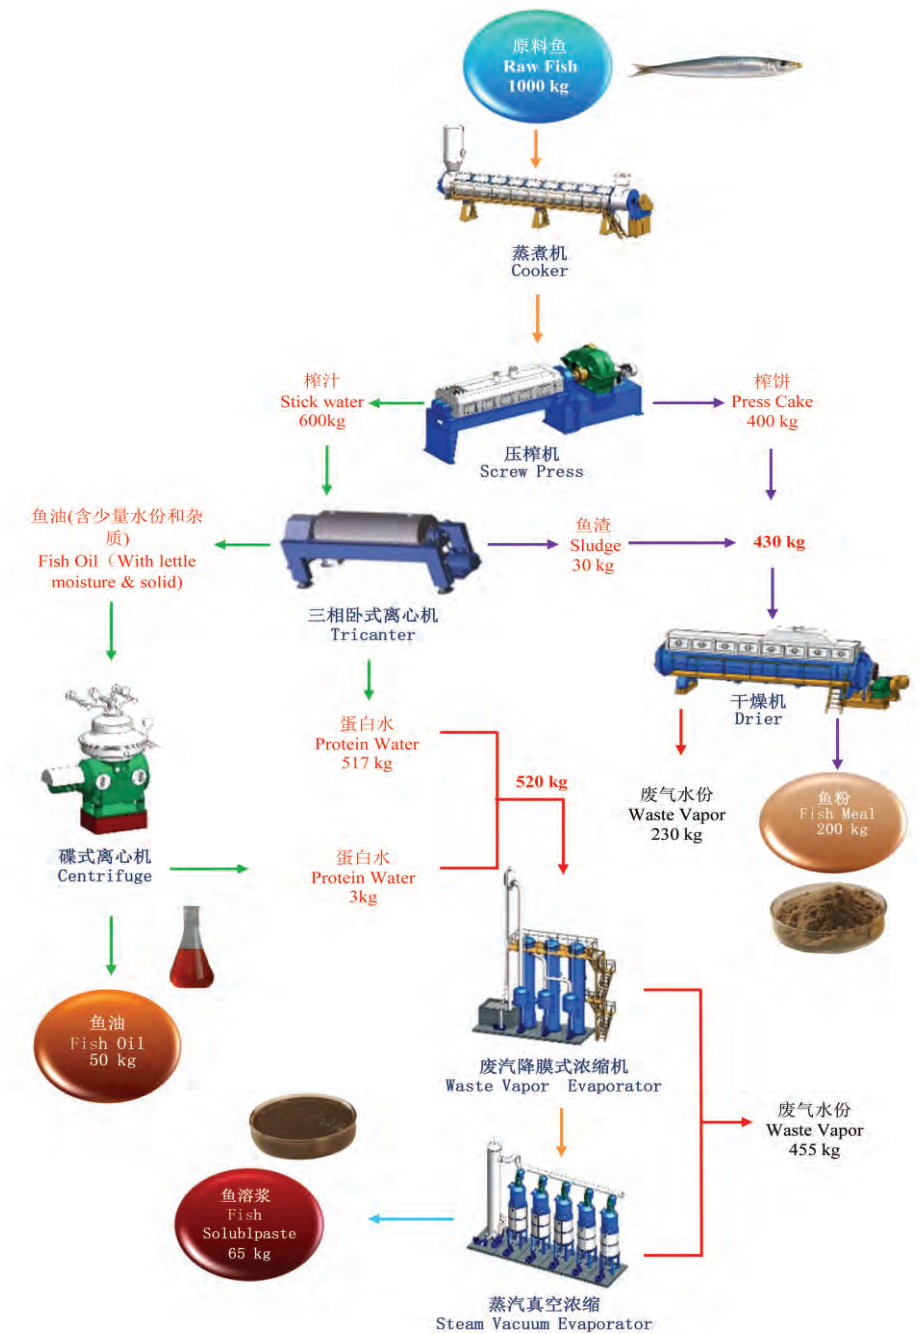 原料鱼
Raw Fish
1000 kg
蒸煮机
Cooker
榨汁
Stick water
600kg
压榨机
Screw Press
榨饼
Press Cake
400 kg
鱼油(含少量水份和杂
质)
Fish Oil（With lettle
moisture & solid)
三相卧式离心机
Tricanter
鱼渣
Sludge
30 kg
430 kg
干燥机
Drier
蛋白水
Protein Water
517 kg
520 kg
废气水份
Waste Vapor
230 kg
鱼粉
Fish Meal
200 kg
碟式离心机
Centrifuge
蛋白水
Protein Water
3kg
鱼油
Fish Oil
50 kg
废汽降膜式浓缩机
Waste Vapor Evaporator
废气水份
Waste Vapor
455 kg
鱼溶浆
Fish
Solublpaste
65 kg
蒸汽真空浓缩
Steam Vacuum Evaporator